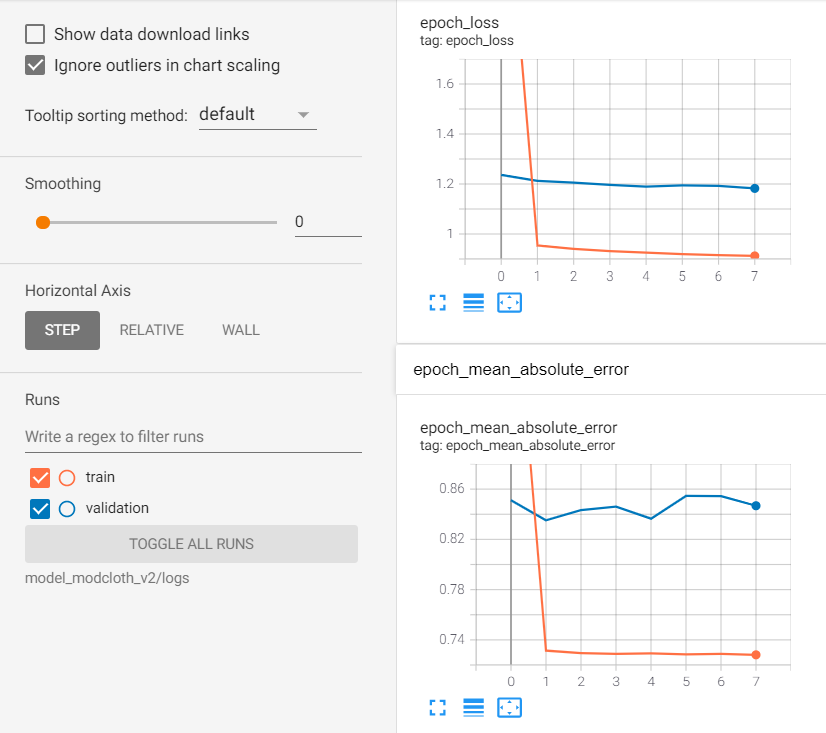 Show data download links
Ignore outliers in chart scaling
Tooltip sorting method: default
Smoothing
0
Horizontal Axis
STEP RELATIVE WALL
Runs
Write a regex to filter runs
train
validation
TOGGLE ALL RUNS
model_modcloth_v2/logs
epoch_loss
tag: epoch_loss
1.6
1.4
1.2
1
0 1 2 3 4 5 6 7
epoch_mean_absolute_error
epoch_mean_absolute_error
tag: epoch_mean_absolute_error
0.86
0.82
0.78
0.74
0 1 2 3 4 5 6 7